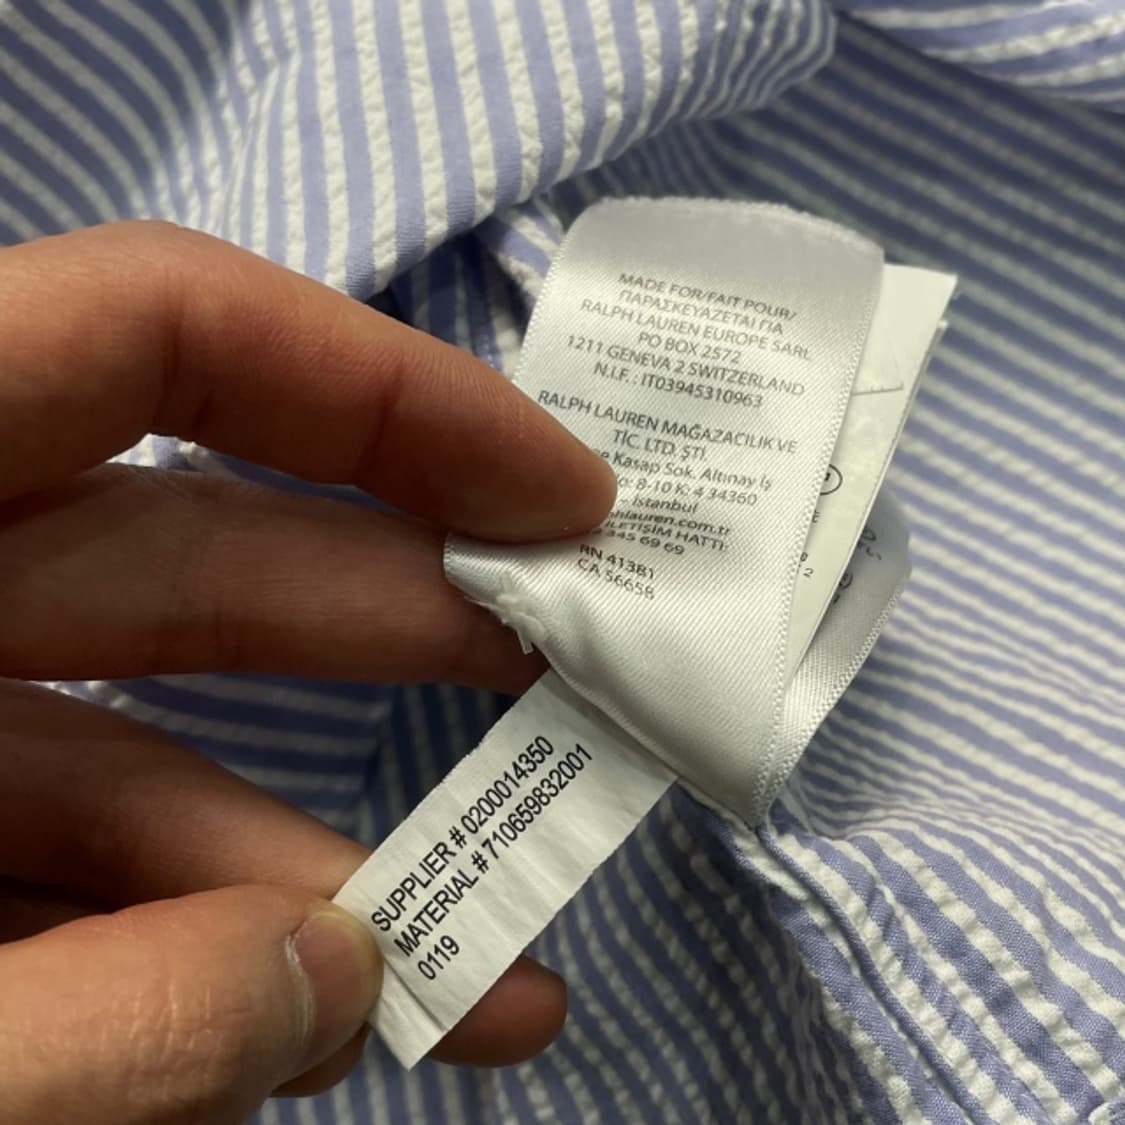 MADE FOR/FAIT POUR/
ΠΑΡΑΣΚΕΥΑΖΕΤΑΙ ΓΙΑ
RALPH LAUREN EUROPE SARL
PO BOX 2572
1211 GENEVA 2 SWITZERLAND
N.I.F. : IT03945310963
RALPH LAUREN MAĞAZACILIK VE
TİC. LTD. ŞTİ.
Kasap Sok. Altınay İş
8-10 K: 4 34360
- İstanbul
.com.tr
İLETİŞİM HATTI:
345 69 69
RN 41381
CA 56658
SUPPLIER # 0200014350
MATERIAL # 710659832001
0119